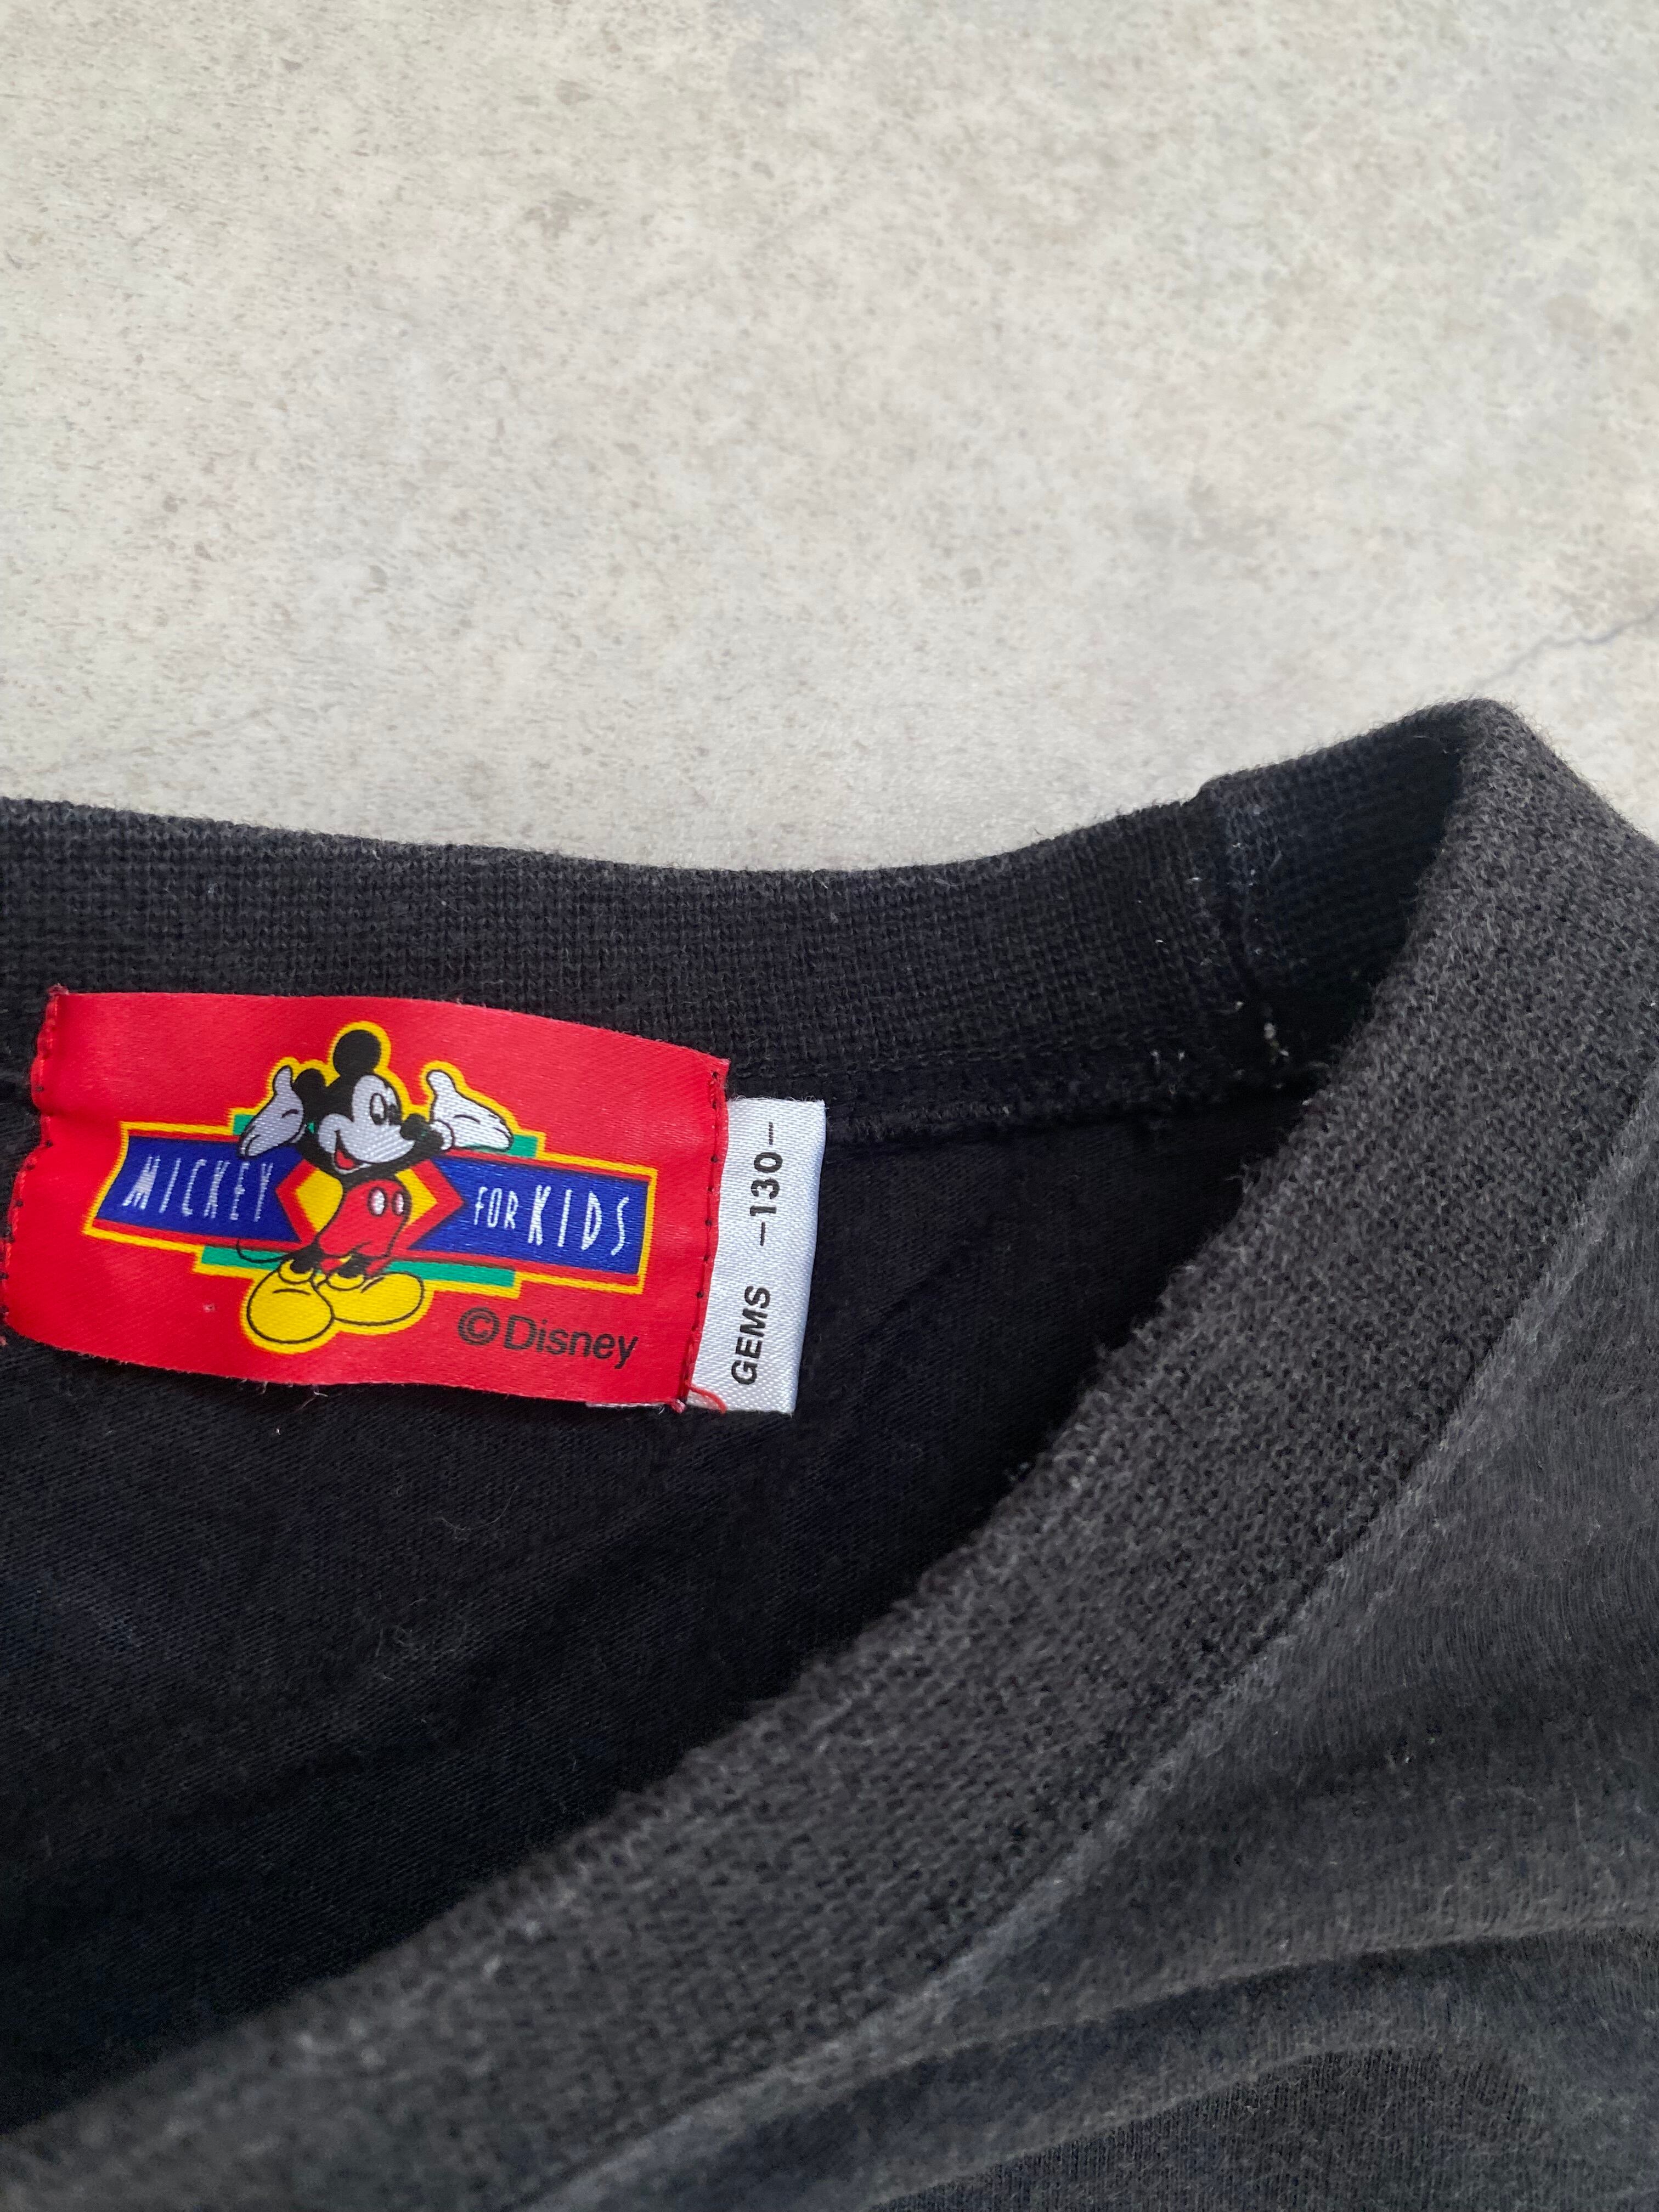 MICKEY FOR KIDS
©Disney
GEMS -130-